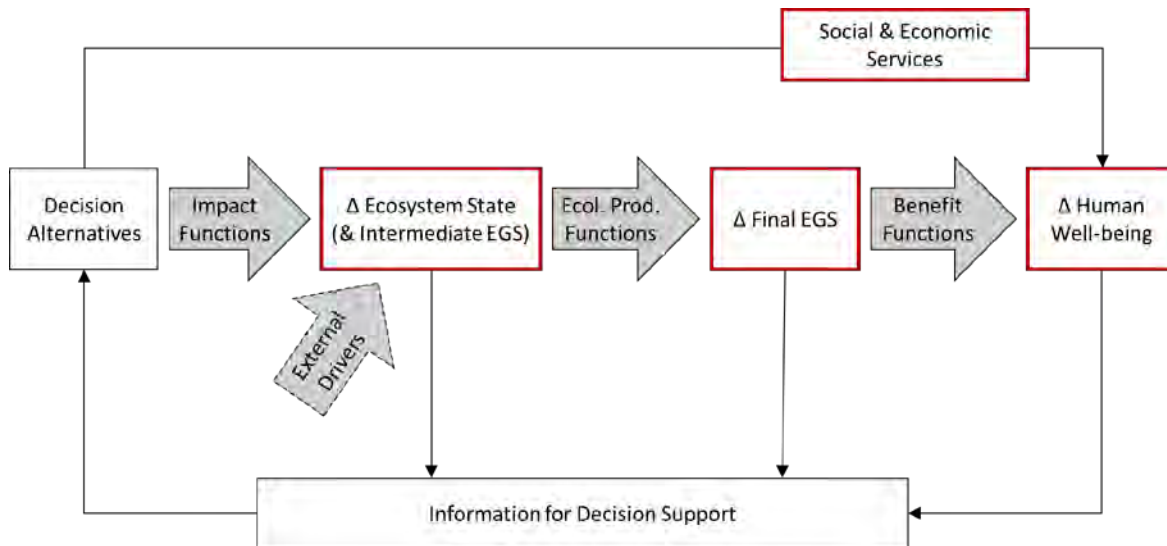 Social & Economic
Services
Decision
Alternatives
Impact
Functions
Δ Ecosystem State
(& Intermediate EGS)
Ecol. Prod.
Functions
Δ Final EGS
Benefit
Functions
Δ Human
Well-being
External
Drivers
Information for Decision Support